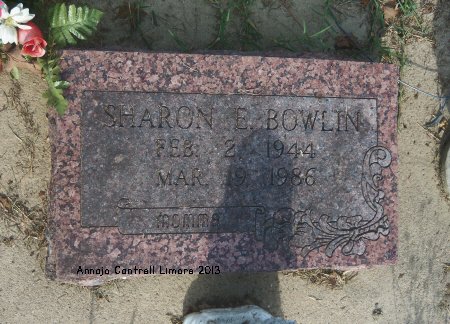 SHARON E. BOWLIN
FEB. 2, 1944
MAR. 19, 1986
momma
Annajo Cantrell Limore 2013